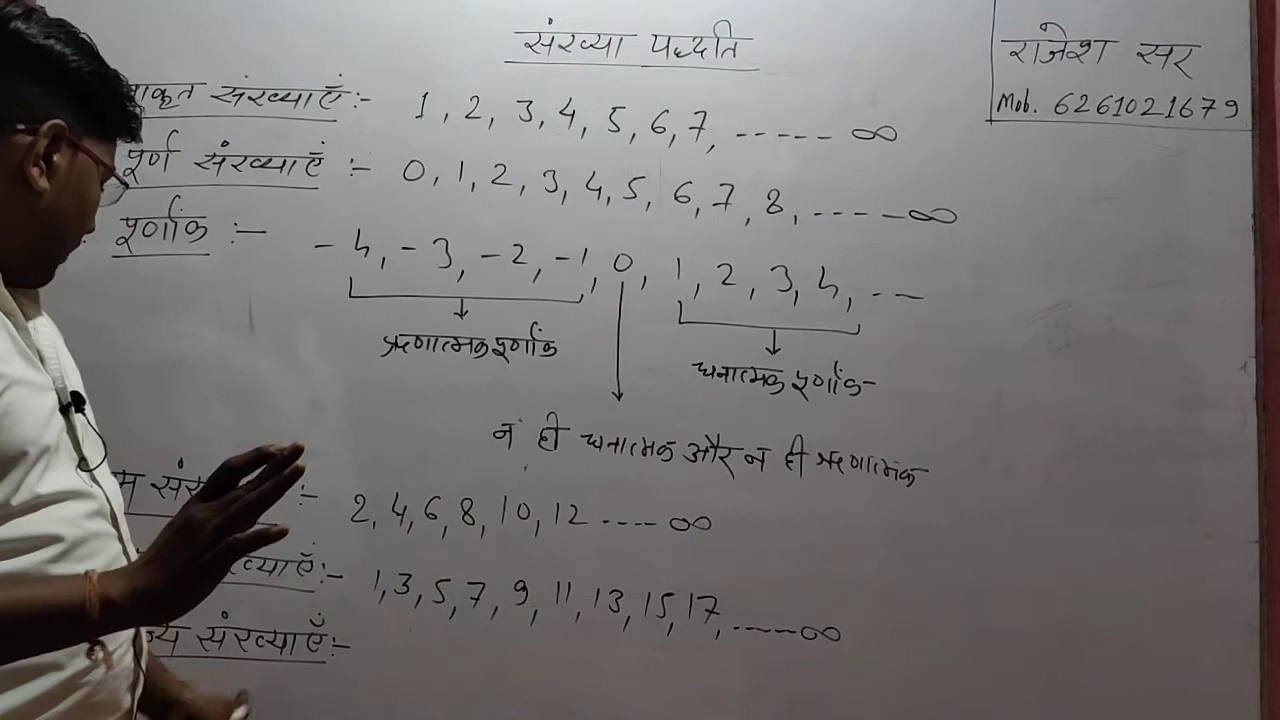 संख्या पद्धति
राजेश सर
Mob. 6261021679
संख्याएँ :- 1, 2, 3, 4, 5, 6, 7, ----- ∞
पूर्ण संख्याएँ :- 0, 1, 2, 3, 4, 5, 6, 7, 8, ----- ∞
पूर्णांक :- -4, -3, -2, -1, 0, 1, 2, 3, 4, ---
ऋणात्मक पूर्णांक
धनात्मक पूर्णांक
न ही धनात्मक और न ही ऋणात्मक
2, 4, 6, 8, 10, 12 ---- ∞
:- 1, 3, 5, 7, 9, 11, 13, 15, 17, ----- ∞
संख्याएँ :-